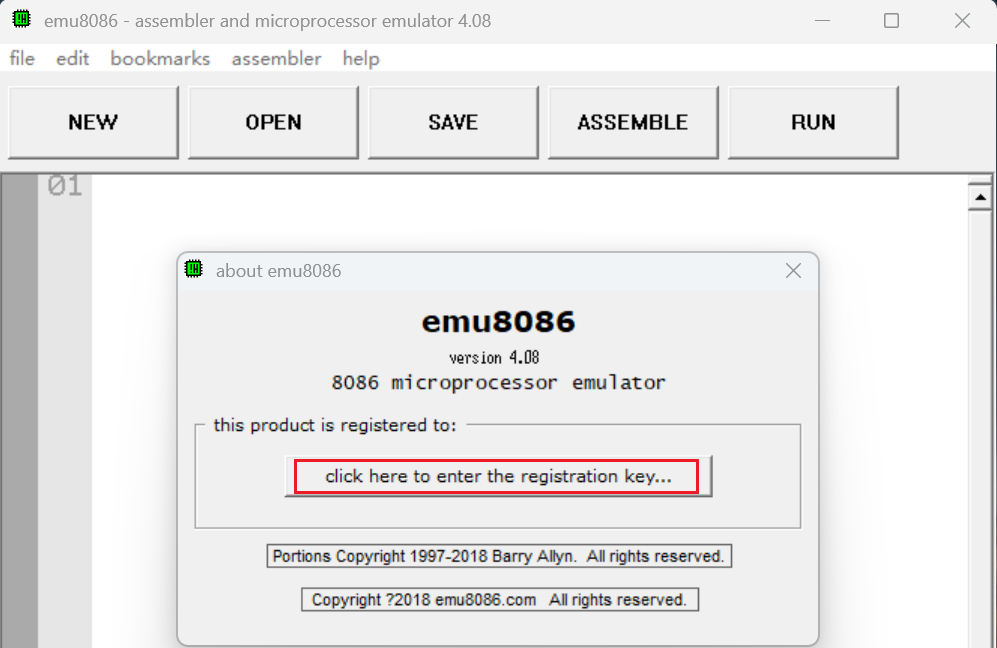 emu8086 - assembler and microprocessor emulator 4.08
file edit bookmarks assembler help
NEW OPEN SAVE ASSEMBLE RUN
01
about emu8086
emu8086
version 4.08
8086 microprocessor emulator
this product is registered to:
click here to enter the registration key...
Portions Copyright 1997-2018 Barry Allyn. All rights reserved.
Copyright ?2018 emu8086.com All rights reserved.